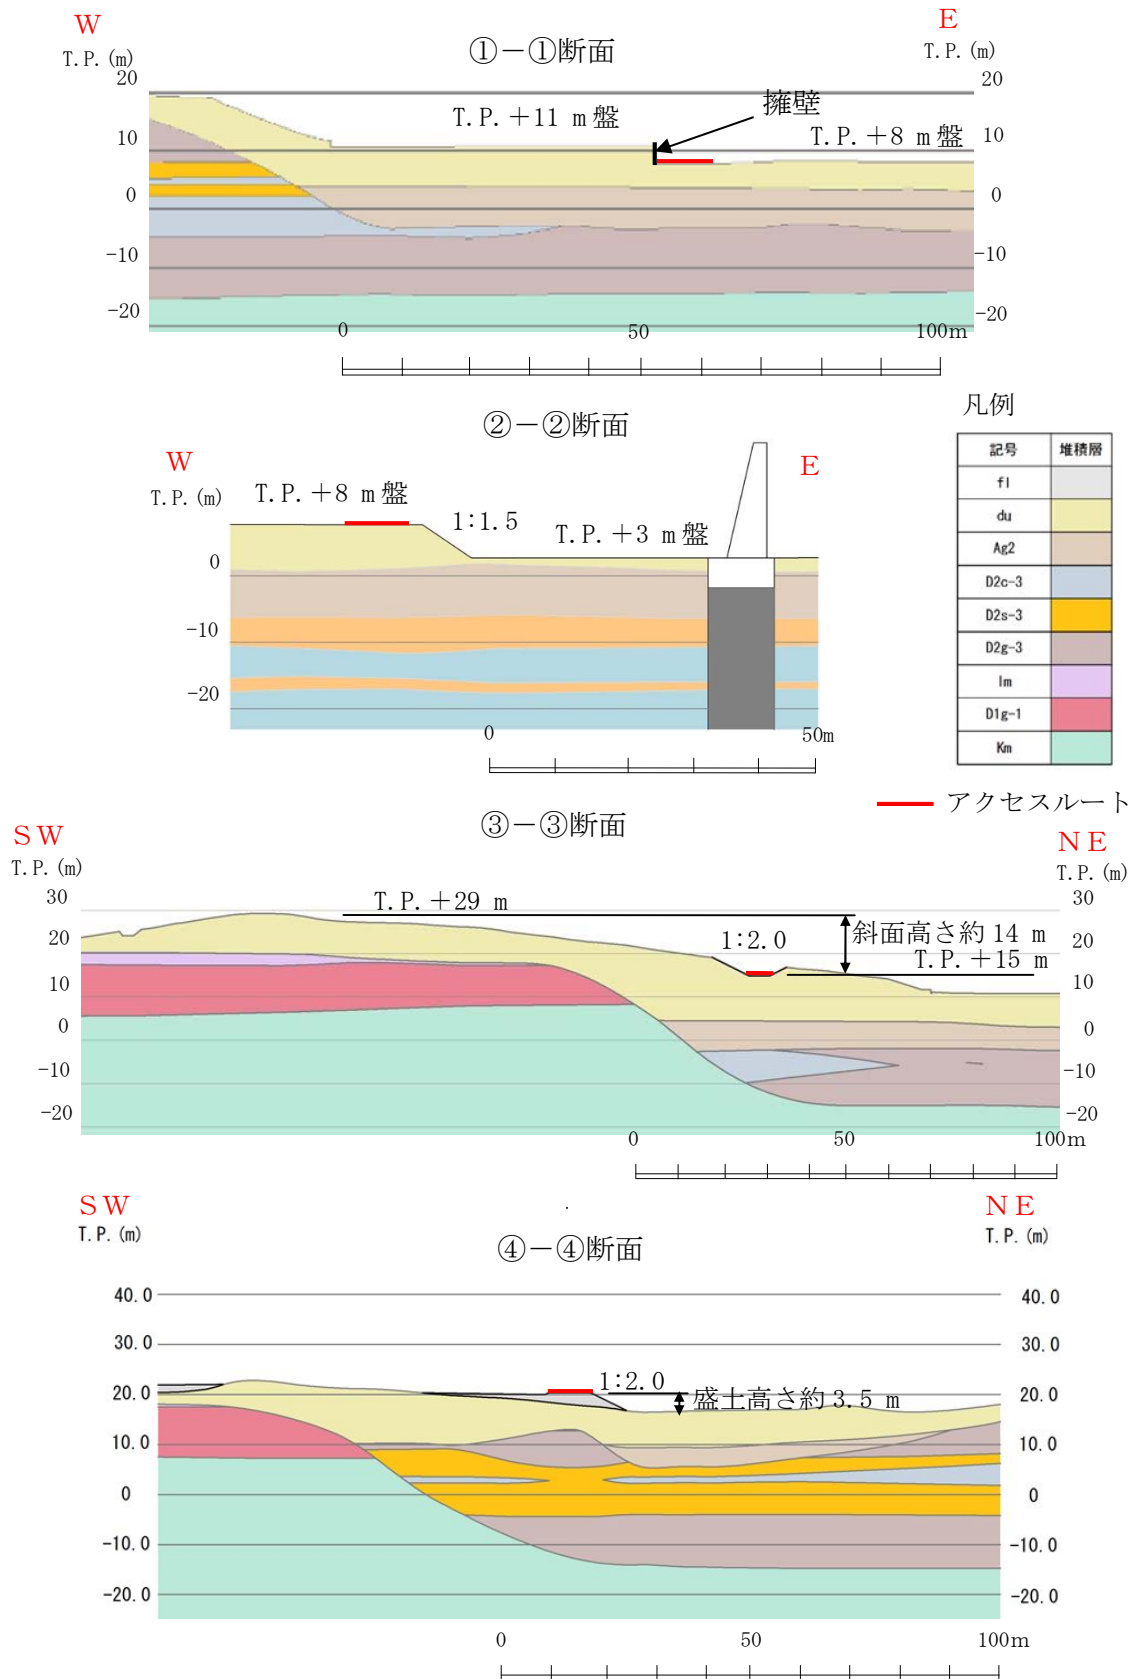 W
E
T.P.(m)
①－①断面
T.P.(m)
20
20
T.P.＋11 m盤
擁壁
T.P.＋8 m盤
10
10
0
0
-10
-10
-20
-20
0
50
100m
②－②断面
凡例
W
E
T.P.(m)
T.P.＋8 m盤
1:1.5
T.P.＋3 m盤
0
-10
-20
0
50m
記号 堆積層
fl
du
Ag2
D2c-3
D2s-3
D2g-3
lm
D1g-1
Km
アクセスルート
③－③断面
SW
NE
T.P.(m)
T.P.(m)
30
30
T.P.＋29 m
20
20
1:2.0
斜面高さ約14 m
T.P.＋15 m
10
10
0
0
-10
-10
-20
-20
0
50
100m
SW
NE
T.P.(m)
T.P.(m)
④－④断面
40.0
40.0
30.0
30.0
20.0
20.0
1:2.0
盛土高さ約3.5 m
10.0
10.0
0
0
-10.0
-10.0
-20.0
-20.0
0
50
100m